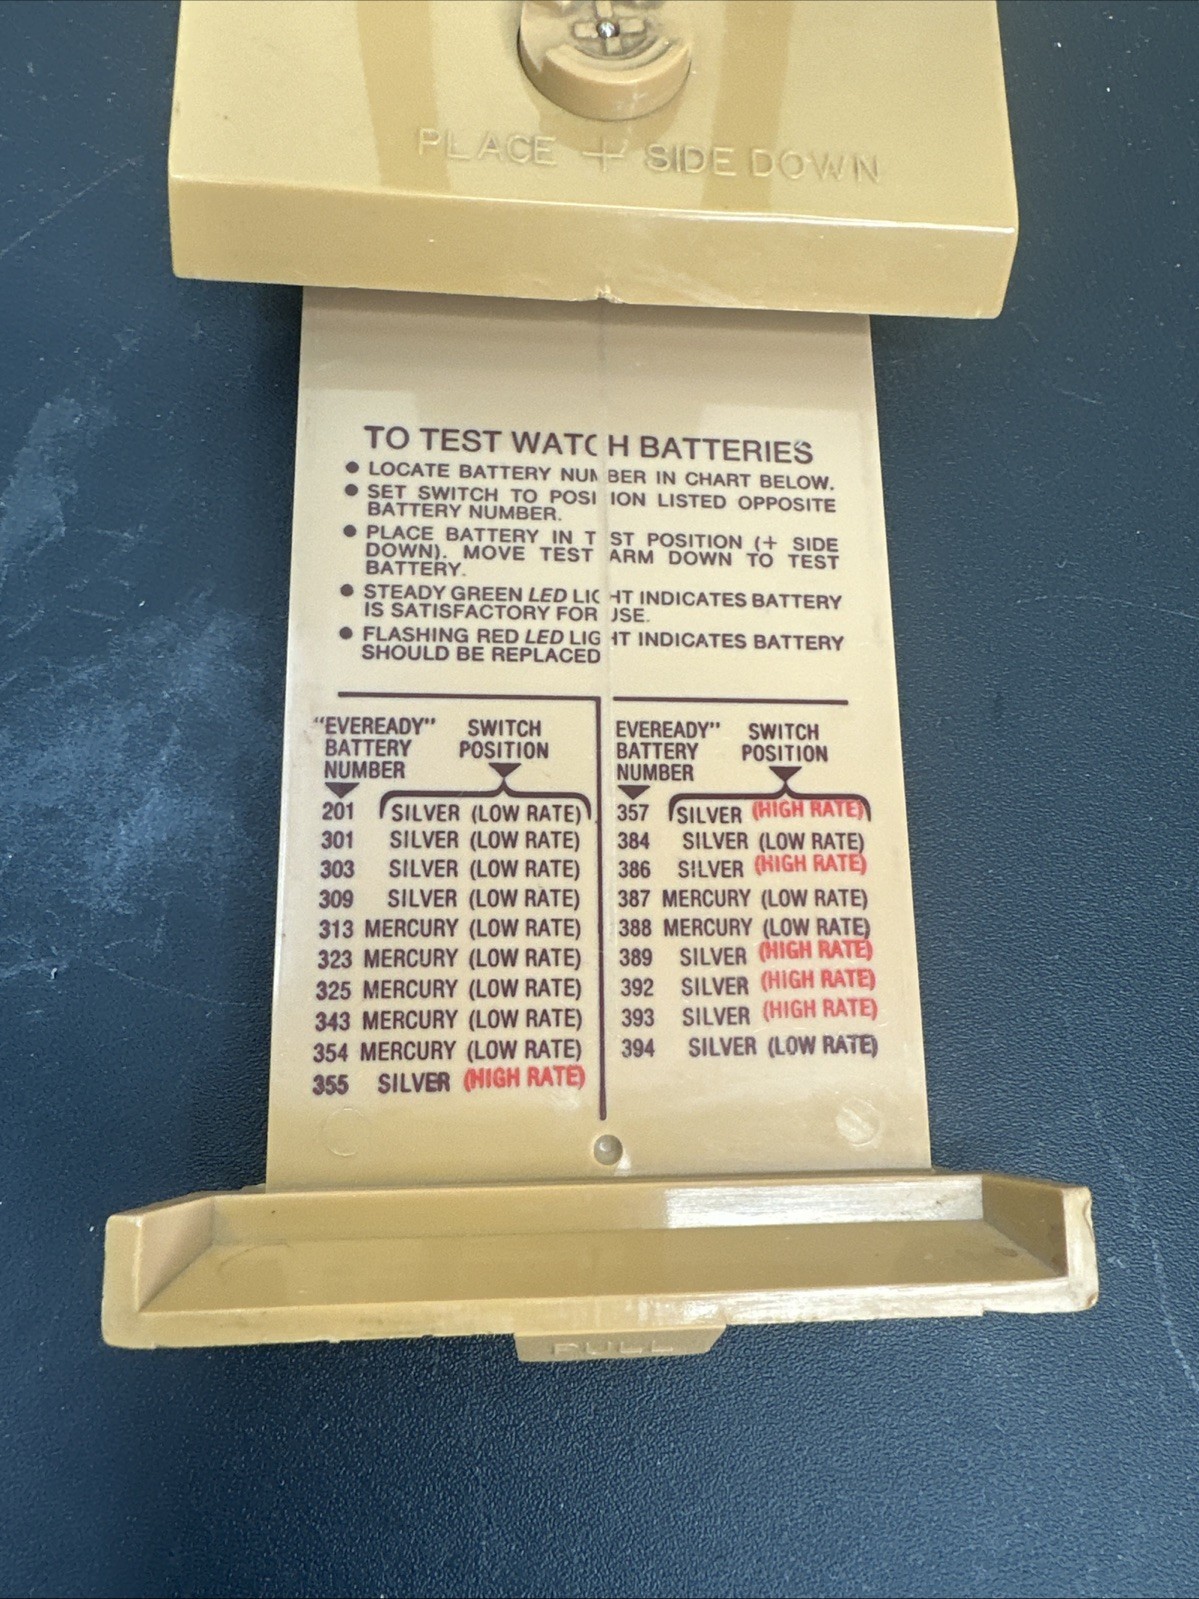 PLACE + SIDE DOWN
TO TEST WATCH BATTERIES
● LOCATE BATTERY NUMBER IN CHART BELOW.
● SET SWITCH TO POSI ION LISTED OPPOSITE
BATTERY NUMBER.
● PLACE BATTERY IN T ST POSITION (+ SIDE
DOWN). MOVE TEST ARM DOWN TO TEST
BATTERY.
● STEADY GREEN LED LIGHT INDICATES BATTERY
IS SATISFACTORY FOR USE.
● FLASHING RED LED LIGHT INDICATES BATTERY
SHOULD BE REPLACED
"EVEREADY" SWITCH
BATTERY POSITION
NUMBER
201 SILVER (LOW RATE)
301 SILVER (LOW RATE)
303 SILVER (LOW RATE)
309 SILVER (LOW RATE)
313 MERCURY (LOW RATE)
323 MERCURY (LOW RATE)
325 MERCURY (LOW RATE)
343 MERCURY (LOW RATE)
354 MERCURY (LOW RATE)
355 SILVER (HIGH RATE)
EVEREADY" SWITCH
BATTERY POSITION
NUMBER
357 SILVER (HIGH RATE)
384 SILVER (LOW RATE)
386 SILVER (HIGH RATE)
387 MERCURY (LOW RATE)
388 MERCURY (LOW RATE)
389 SILVER (HIGH RATE)
392 SILVER (HIGH RATE)
393 SILVER (HIGH RATE)
394 SILVER (LOW RATE)
PULL